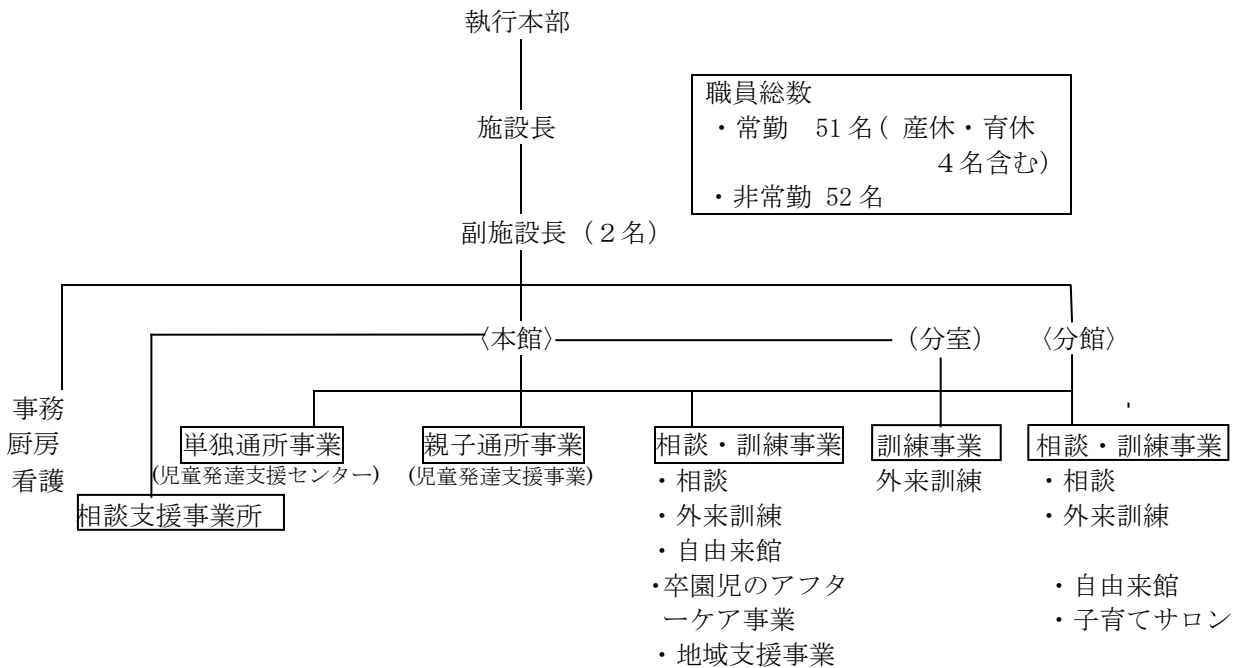 執行本部
職員総数
・常勤　51名( 産休・育休
４名含む)
・非常勤 52名
施設長
副施設長（２名）
〈本館〉
（分室）
〈分館〉
事務
厨房
看護
単独通所事業
(児童発達支援センター)
相談支援事業所
親子通所事業
(児童発達支援事業)
相談・訓練事業
・相談
・外来訓練
・自由来館
・卒園児のアフタ
ーケア事業
・地域支援事業
訓練事業
外来訓練
相談・訓練事業
・相談
・外来訓練
・自由来館
・子育てサロン